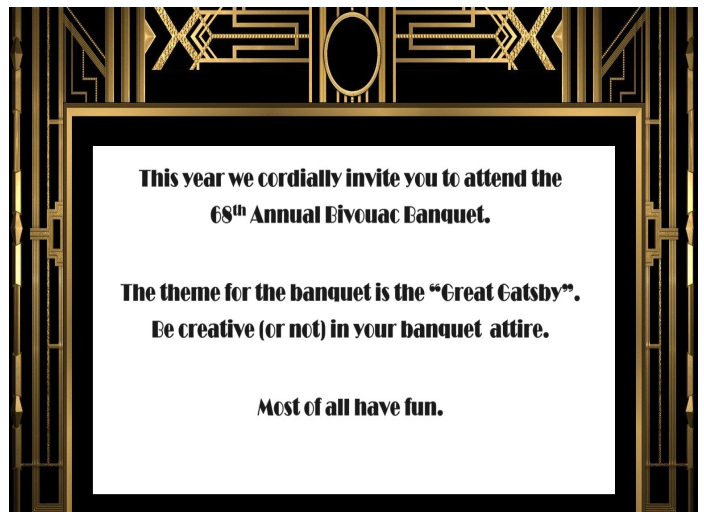 This year we cordially invite you to attend the
68th Annual Bivouac Banquet.
The theme for the banquet is the “Great Gatsby”.
Be creative (or not) in your banquet attire.
Most of all have fun.